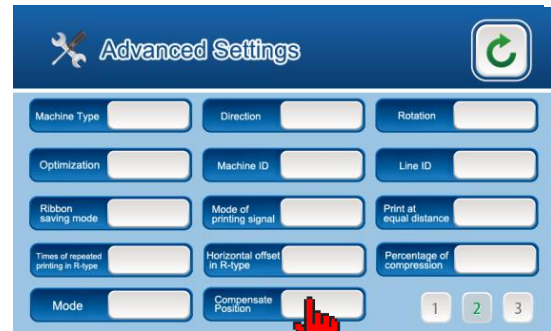 Advanced Settings
Machine Type
Direction
Rotation
Optimization
Machine ID
Line ID
Ribbon
saving mode
Mode of
printing signal
Print at
equal distance
Times of repeated
printing in R-type
Horizontal offset
in R-type
Percentage of
compression
Mode
Compensate
Position
1 2 3